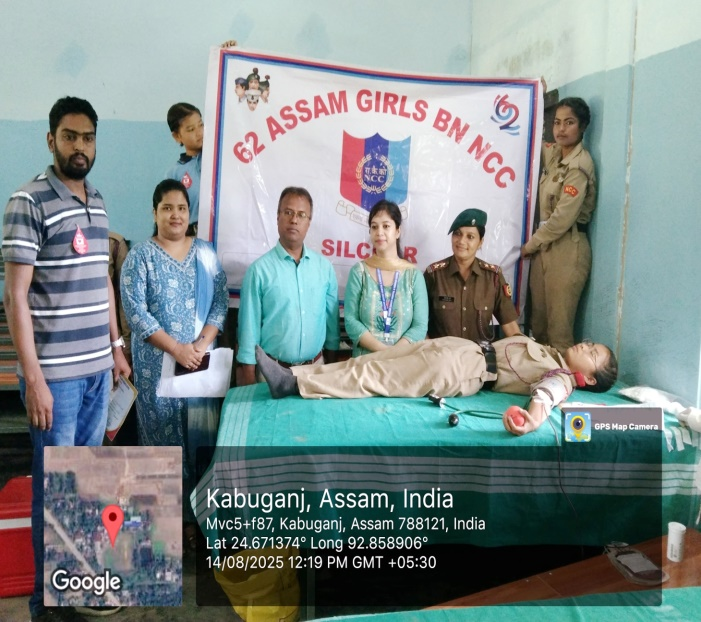 62 ASSAM GIRLS BN NCC
रा. कै. को
NCC
SILCHAR
NCC
GPS Map Camera
Kabuganj, Assam, India
Mvc5+f87, Kabuganj, Assam 788121, India
Lat 24.671374° Long 92.858906°
14/08/2025 12:19 PM GMT +05:30
Google